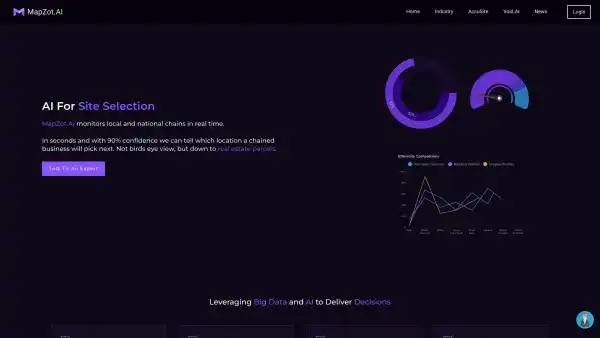 MapZot.AI
Home
Industry
AccuSite
Void.AI
News
Login
AI For Site Selection
MapZot.AI monitors local and national chains in real time.
In seconds and with 90% confidence we can tell which location a chained
business will pick next. Not birds eye view, but down to real estate parcels.
Talk To An Expert
Ethnicity Comparison
Leveraging Big Data and AI to Deliver Decisions